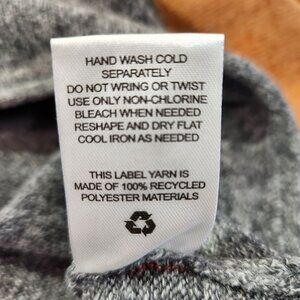 HAND WASH COLD
SEPARATELY
DO NOT WRING OR TWIST
USE ONLY NON-CHLORINE
BLEACH WHEN NEEDED
RESHAPE AND DRY FLAT
COOL IRON AS NEEDED
THIS LABEL YARN IS
MADE OF 100% RECYCLED
POLYESTER MATERIALS